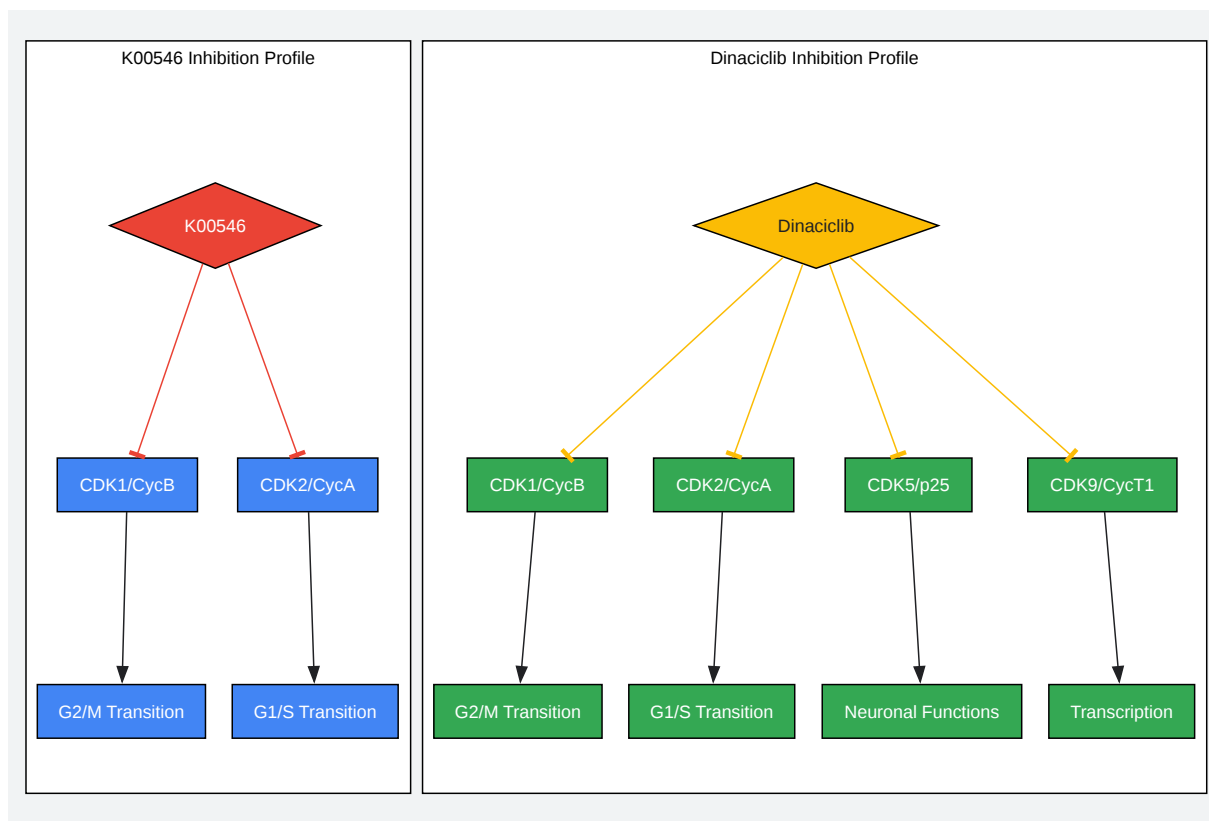 K00546 Inhibition Profile
K00546
CDK1/CycB
CDK2/CycA
G2/M Transition
G1/S Transition
Dinaciclib Inhibition Profile
Dinaciclib
CDK1/CycB
CDK2/CycA
CDK5/p25
CDK9/CycT1
G2/M Transition
G1/S Transition
Neuronal Functions
Transcription